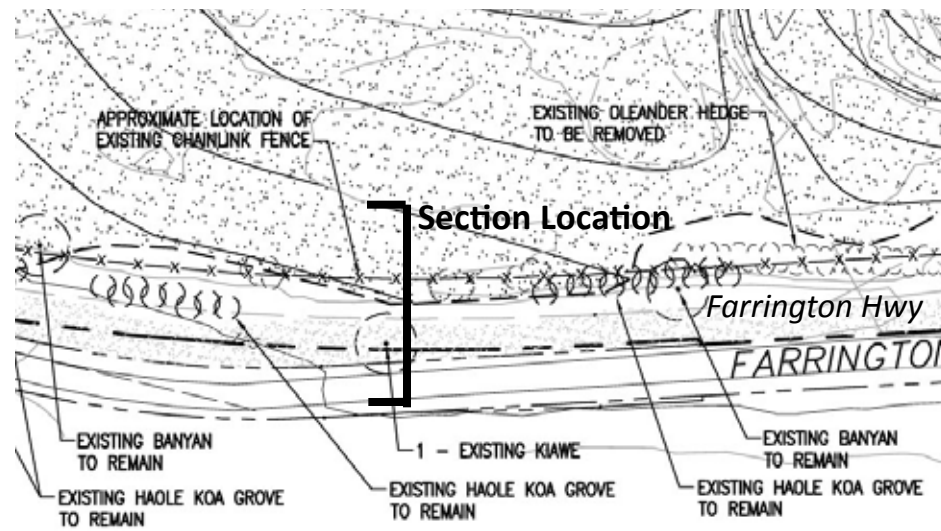 APPROXIMATE LOCATION OF
EXISTING CHAINLINK FENCE
EXISTING OLEANDER HEDGE
TO BE REMOVED
Section Location
Farrington Hwy
FARRINGTON
EXISTING BANYAN
TO REMAIN
1 - EXISTING KIAWE
EXISTING BANYAN
TO REMAIN
EXISTING HAOLE KOA GROVE
TO REMAIN
EXISTING HAOLE KOA GROVE
TO REMAIN
EXISTING HAOLE KOA GROVE
TO REMAIN